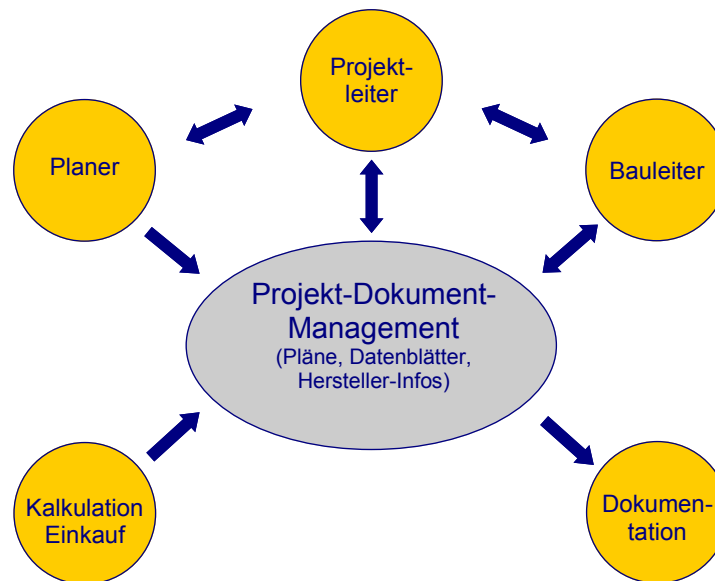 Projekt-
leiter
Planer
Bauleiter
Projekt-Dokument-
Management
(Pläne, Datenblätter,
Hersteller-Infos)
Kalkulation
Einkauf
Dokumen-
tation